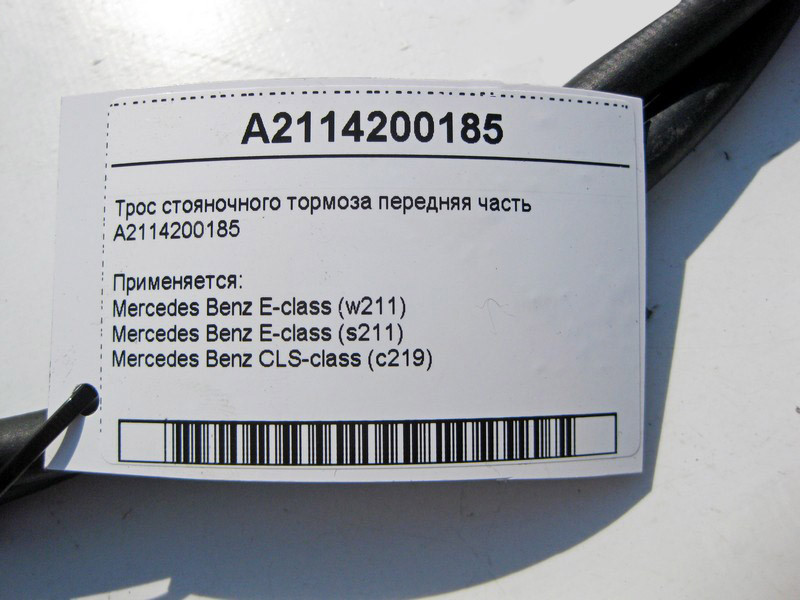 A2114200185
Трос стояночного тормоза передняя часть
A2114200185
Применяется:
Mercedes Benz E-class (w211)
Mercedes Benz E-class (s211)
Mercedes Benz CLS-class (c219)